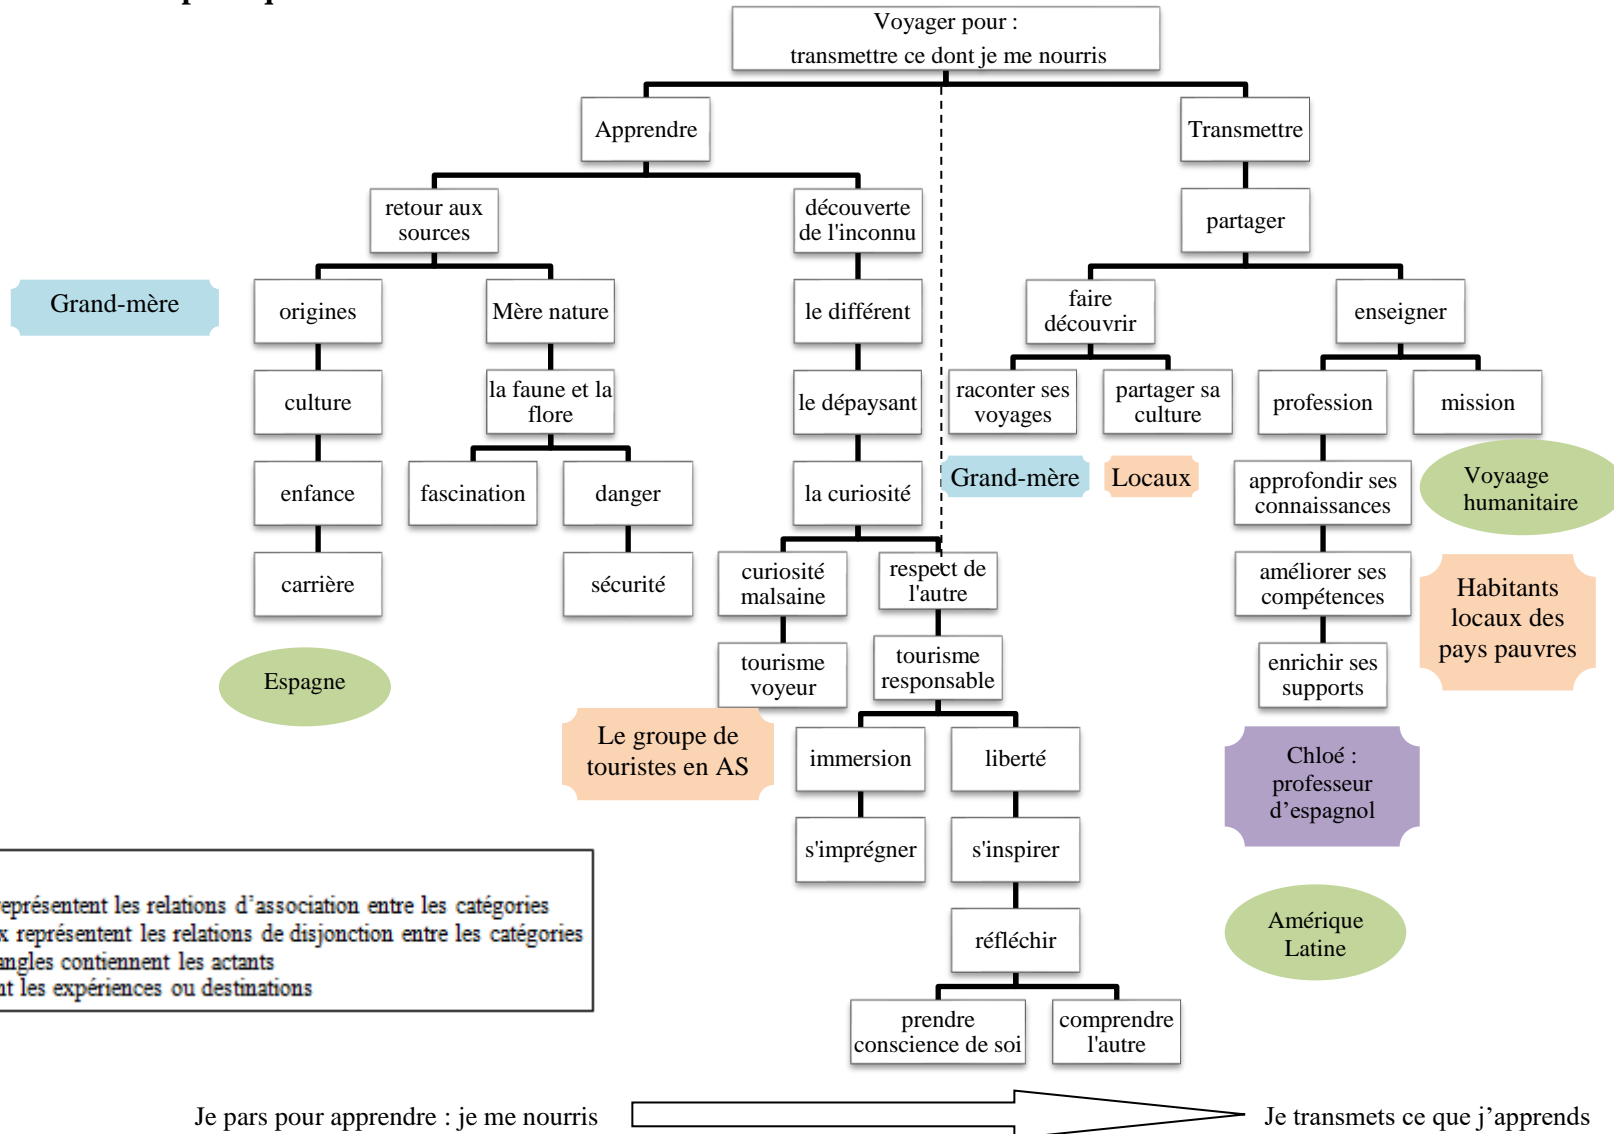 Voyager pour :
transmettre ce dont je me nourris
Apprendre
Transmettre
retour aux
sources
découverte
de l'inconnu
partager
Grand-mère
origines
Mère nature
le différent
faire
découvrir
enseigner
culture
la faune et la
flore
le dépaysant
raconter ses
voyages
partager sa
culture
profession
mission
enfance
fascination
danger
la curiosité
Grand-mère
Locaux
approfondir ses
connaissances
Voyaage
humanitaire
carrière
sécurité
curiosité
malsaine
respect de
l'autre
améliorer ses
compétences
Habitants
locaux des
pays pauvres
Espagne
tourisme
voyeur
tourisme
responsable
enrichir ses
supports
Le groupe de
touristes en AS
immersion
liberté
Chloé :
professeur
d’espagnol
s'imprégner
s'inspirer
représentent les relations d’association entre les catégories
x représentent les relations de disjonction entre les catégories
angles contiennent les actants
nt les expériences ou destinations
réfléchir
Amérique
Latine
prendre
conscience de soi
comprendre
l'autre
Je pars pour apprendre : je me nourris
Je transmets ce que j’apprends